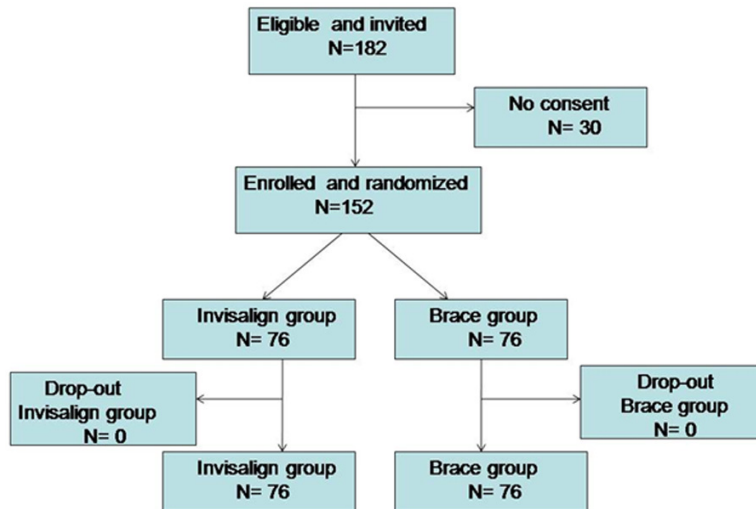 Eligible and invited
N=182
No consent
N= 30
Enrolled and randomized
N=152
Invisalign group
N= 76
Brace group
N= 76
Drop-out
Invisalign group
N= 0
Drop-out
Brace group
N= 0
Invisalign group
N= 76
Brace group
N= 76